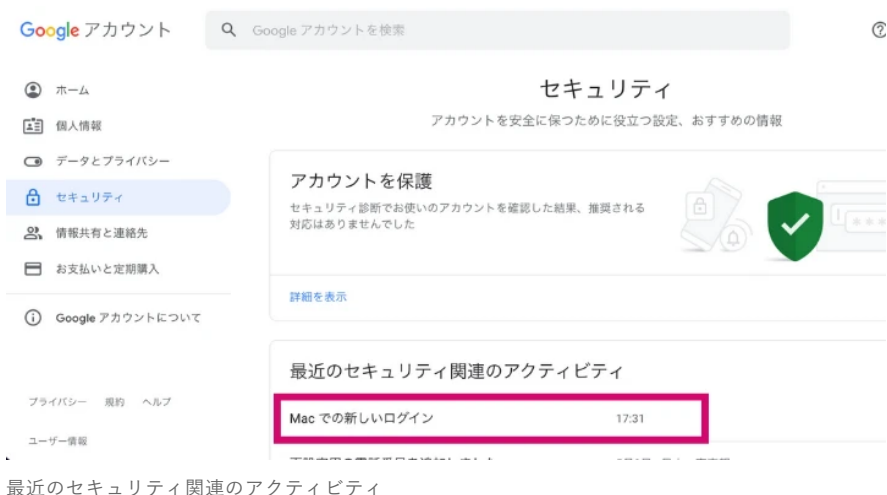 Google アカウント
Google アカウントを検索
ホーム
個人情報
データとプライバシー
セキュリティ
情報共有と連絡先
お支払いと定期購入
Google アカウントについて
プライバシー 規約 ヘルプ
ユーザー情報
セキュリティ
アカウントを安全に保つために役立つ設定、おすすめの情報
アカウントを保護
セキュリティ診断でお使いのアカウントを確認した結果、推奨される
対応はありませんでした
詳細を表示
最近のセキュリティ関連のアクティビティ
Mac での新しいログイン 17:31
最近のセキュリティ関連のアクティビティ